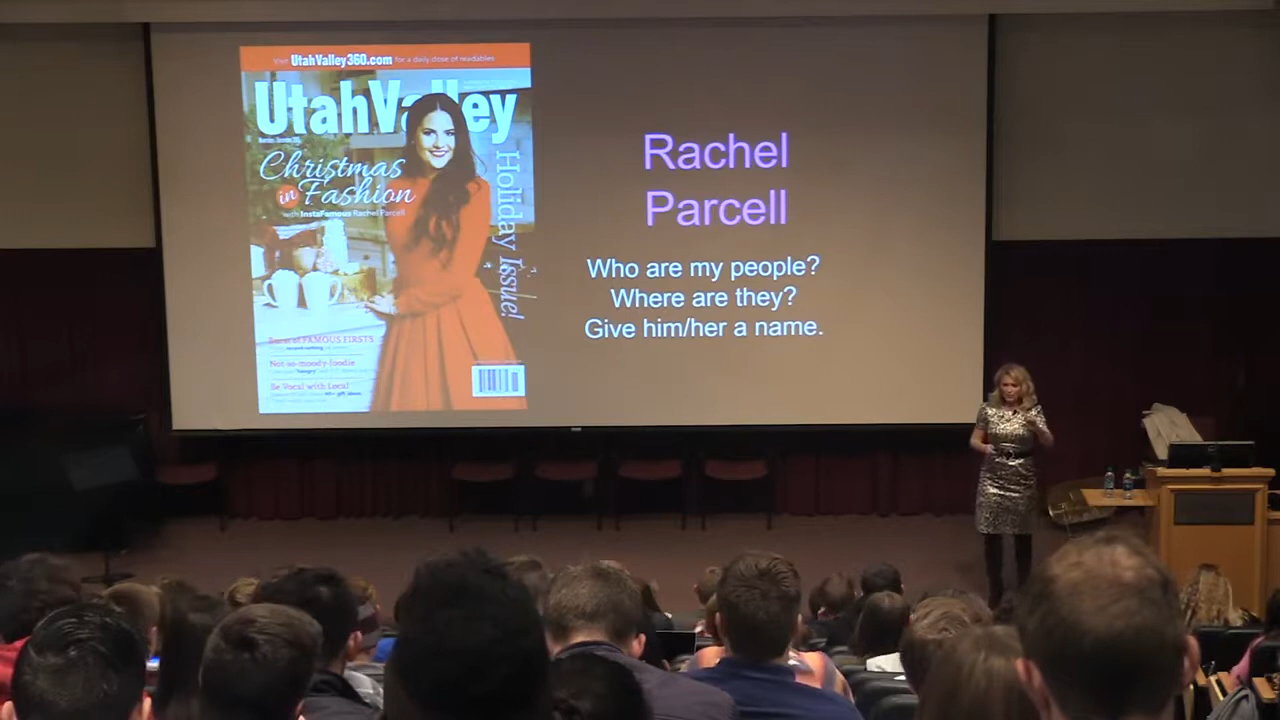 Visit UtahValley360.com for a daily dose of readables
UtahValley
Christmas
in Fashion
with InstaFamous Rachel Parcell
Holiday Issue!
FAMOUS FIRSTS
Not-so-moody foodie
Be Vocal with Local
Rachel
Parcell
Who are my people?
Where are they?
Give him/her a name.